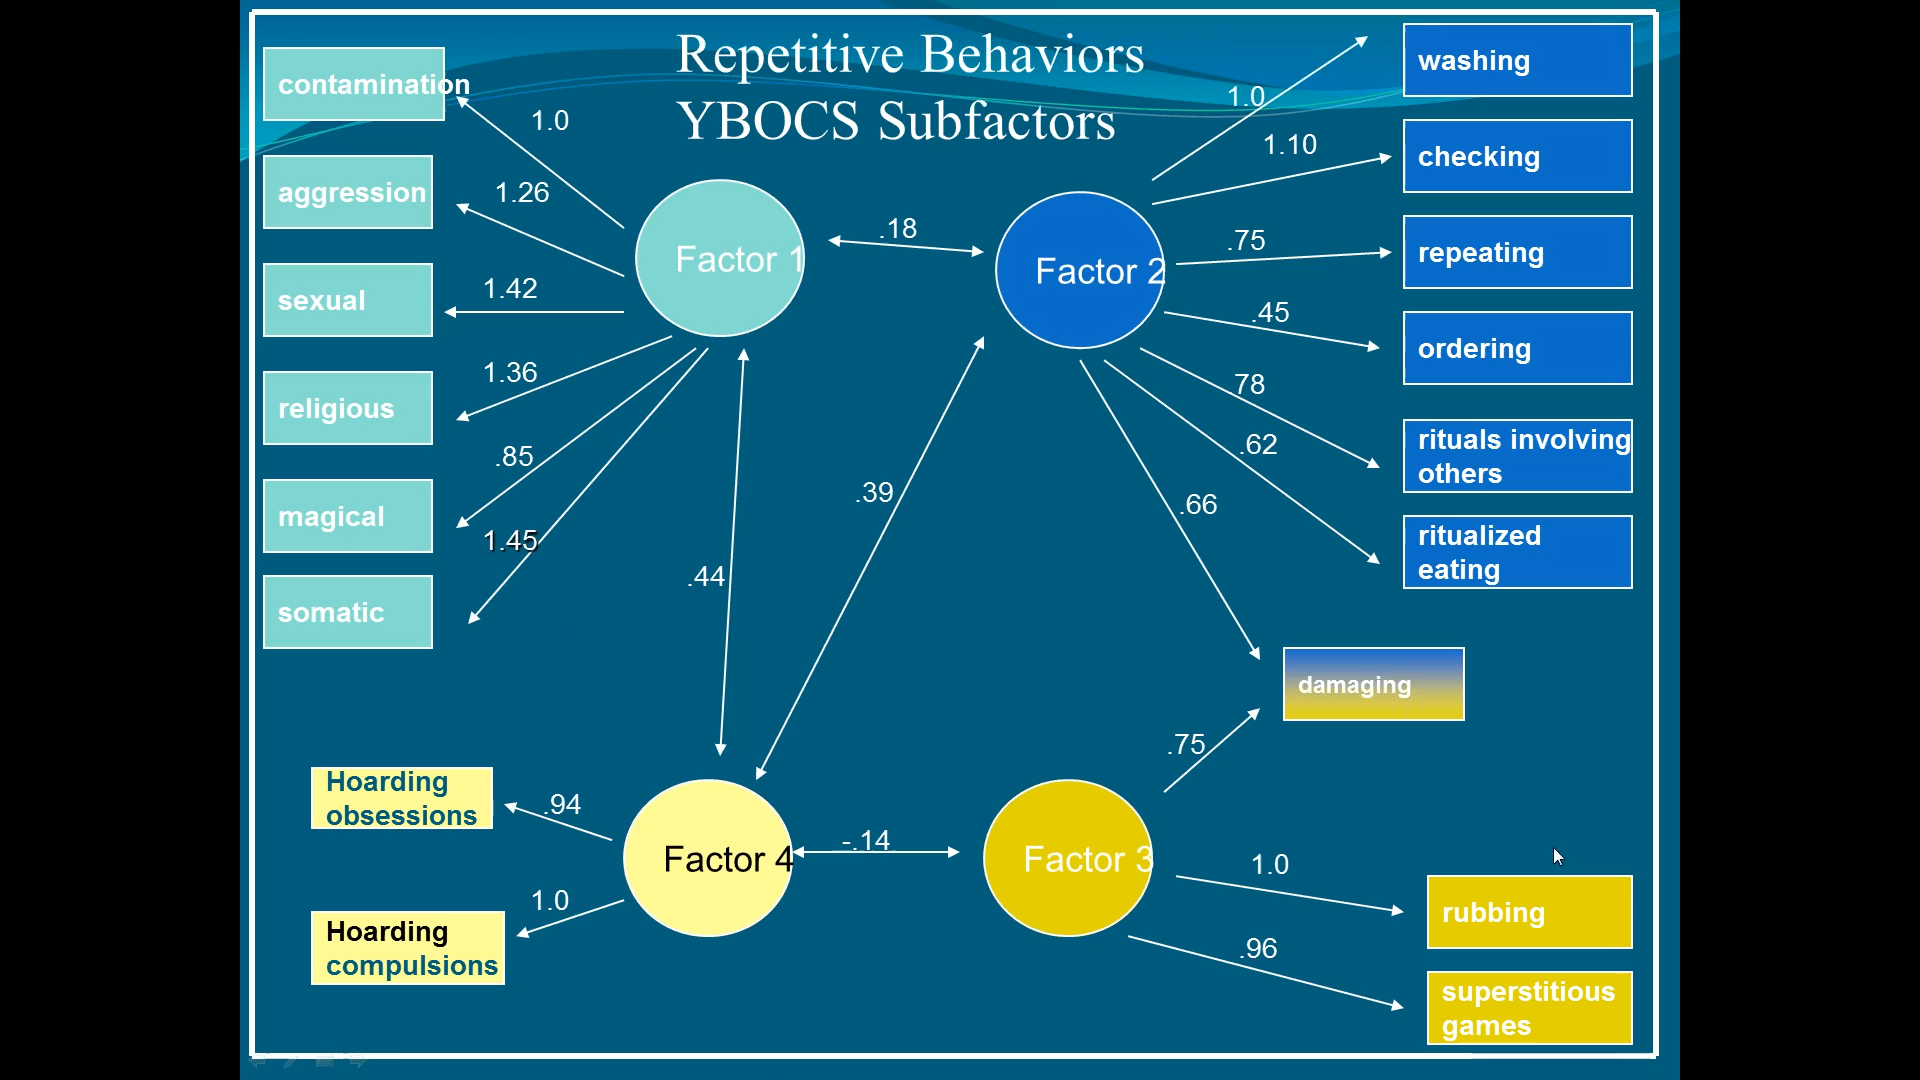 Repetitive Behaviors
YBOCS Subfactors
contamination
1.0
aggression
1.26
sexual
1.42
religious
1.36
magical
.85
somatic
1.45
Factor 1
.18
Factor 2
1.0
washing
1.10
checking
.75
repeating
.45
ordering
78
rituals involving
others
.62
ritualized
eating
.66
damaging
.39
.44
.75
Hoarding
obsessions
.94
Factor 4
-.14
Factor 3
1.0
Hoarding
compulsions
1.0
rubbing
.96
superstitious
games